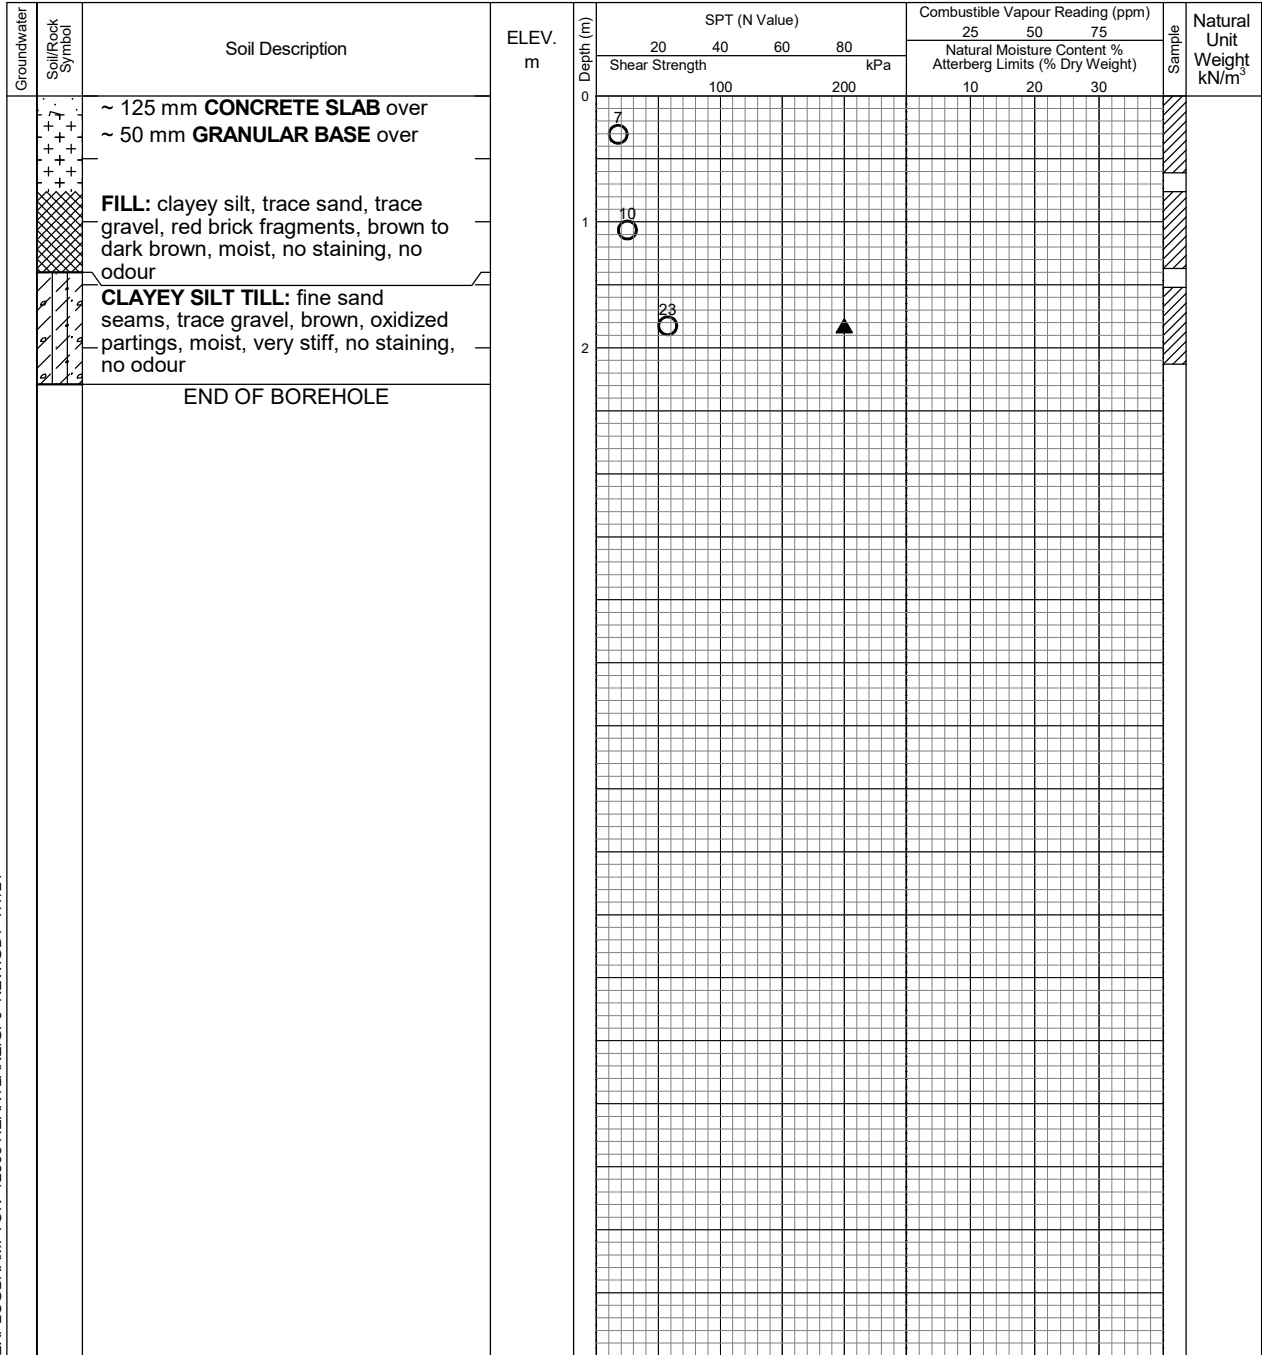 Groundwater
Soil/Rock
Symbol
Soil Description
ELEV.
m
Depth (m)
SPT (N Value)
20 40 60 80
Shear Strength kPa
100 200
Combustible Vapour Reading (ppm)
25 50 75
Natural Moisture Content %
Atterberg Limits (% Dry Weight)
10 20 30
Sample
Natural
Unit
Weight
kN/m³
0
~ 125 mm CONCRETE SLAB over
~ 50 mm GRANULAR BASE over
7
FILL: clayey silt, trace sand, trace
gravel, red brick fragments, brown to
dark brown, moist, no staining, no
odour
10
1
CLAYEY SILT TILL: fine sand
seams, trace gravel, brown, oxidized
partings, moist, very stiff, no staining,
no odour
23
2
END OF BOREHOLE